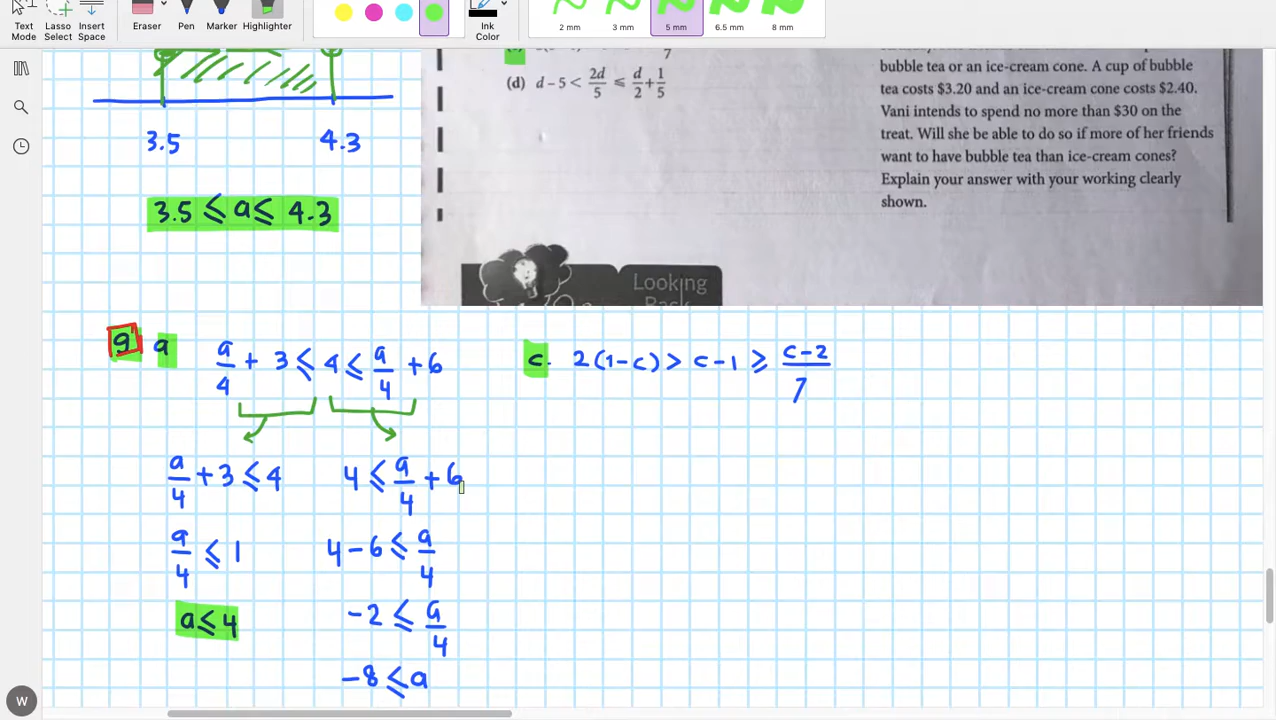 Text Mode
Lasso Select
Insert Space
Eraser
Pen
Marker
Highlighter
Ink Color
2 mm
3 mm
5 mm
6.5 mm
8 mm
3.5 4.3
3.5 ⩽ a ⩽ 4.3
7
(d) d – 5 < 2d/5 ⩽ d/2 + 1/5
bubble tea or an ice-cream cone. A cup of bubble
tea costs $3.20 and an ice-cream cone costs $2.40.
Vani intends to spend no more than $30 on the
treat. Will she be able to do so if more of her friends
want to have bubble tea than ice-cream cones?
Explain your answer with your working clearly
shown.
Looking
Back
9 a a/4 + 3 ⩽ 4 ⩽ a/4 + 6
a/4 + 3 ⩽ 4
a/4 ⩽ 1
a ⩽ 4
4 ⩽ a/4 + 6
4 – 6 ⩽ a/4
-2 ⩽ a/4
-8 ⩽ a
c. 2(1-c) > c-1 ⩾ c-2/7
W